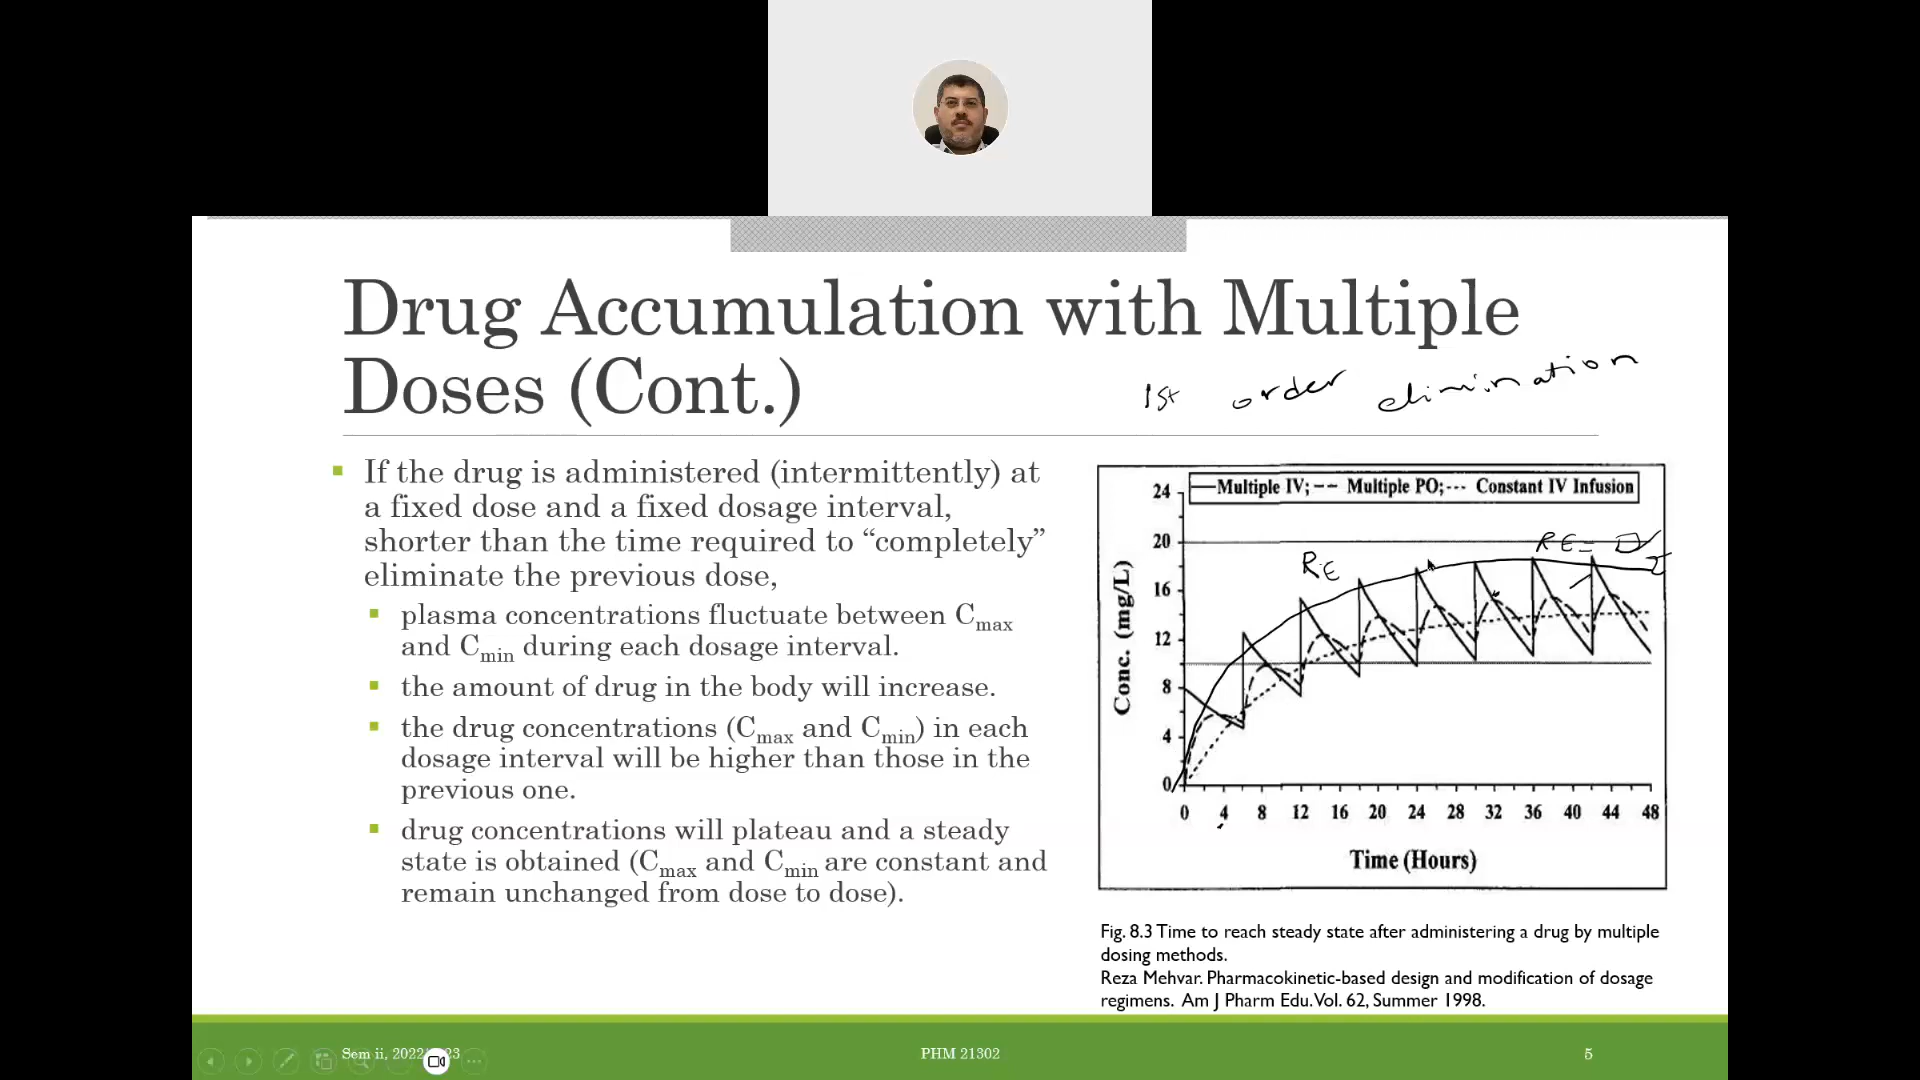 Drug Accumulation with Multiple
Doses (Cont.)
1st order elimination
If the drug is administered (intermittently) at
a fixed dose and a fixed dosage interval,
shorter than the time required to “completely”
eliminate the previous dose,
plasma concentrations fluctuate between Cmax
and Cmin during each dosage interval.
the amount of drug in the body will increase.
the drug concentrations (Cmax and Cmin) in each
dosage interval will be higher than those in the
previous one.
drug concentrations will plateau and a steady
state is obtained (Cmax and Cmin are constant and
remain unchanged from dose to dose).
Multiple IV; Multiple PO; Constant IV Infusion
24
20
16
12
8
4
0
RE
RE =
Conc. (mg/L)
0 4 8 12 16 20 24 28 32 36 40 44 48
Time (Hours)
Fig. 8.3 Time to reach steady state after administering a drug by multiple
dosing methods.
Reza Mehvar. Pharmacokinetic-based design and modification of dosage
regimens. Am J Pharm Edu. Vol. 62, Summer 1998.
Sem ii, 2022 23
PHM 21302
5